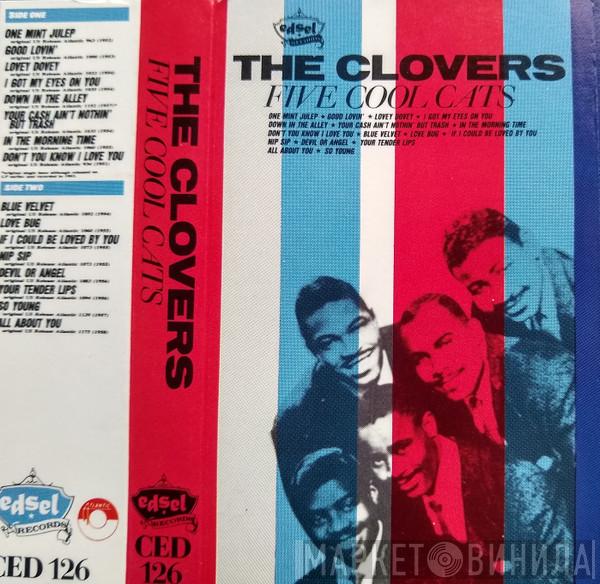 SIDE ONE
ONE MINT JULEP
GOOD LOVIN'
LOVEY DOVEY
I GOT MY EYES ON YOU
DOWN IN THE ALLEY
YOUR CASH AIN'T NOTHIN'
BUT TRASH
IN THE MORNING TIME
DON'T YOU KNOW I LOVE YOU
SIDE TWO
BLUE VELVET
LOVE BUG
IF I COULD BE LOVED BY YOU
NIP SIP
DEVIL OR ANGEL
YOUR TENDER LIPS
SO YOUNG
ALL ABOUT YOU
edsel
RECORDS
Atlantic
CED 126
THE CLOVERS
FIVE COOL CATS
edsel
RECORDS
CED
126
edsel
RECORDS
THE CLOVERS
FIVE COOL CATS
ONE MINT JULEP ★ GOOD LOVIN' ★ LOVEY DOVEY ★ I GOT MY EYES ON YOU
DOWN IN THE ALLEY ★ YOUR CASH AIN'T NOTHIN' BUT TRASH ★ IN THE MORNING TIME
DON'T YOU KNOW I LOVE YOU ★ BLUE VELVET ★ LOVE BUG ★ IF I COULD BE LOVED BY YOU
NIP SIP ★ DEVIL OR ANGEL ★ YOUR TENDER LIPS
ALL ABOUT YOU ★ SO YOUNG
МАРКЕТ ВИНИЛА